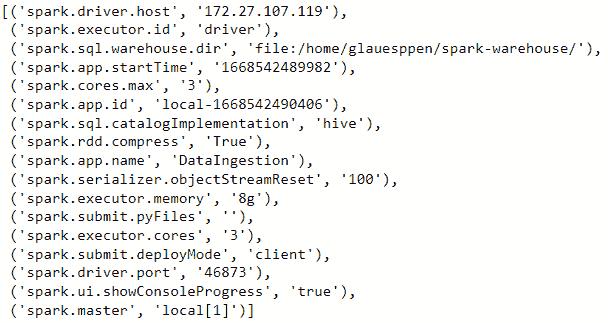 [('spark.driver.host', '172.27.107.119'),
('spark.executor.id', 'driver'),
('spark.sql.warehouse.dir', 'file:/home/glauesppen/spark-warehouse/'),
('spark.app.startTime', '1668542489982'),
('spark.cores.max', '3'),
('spark.app.id', 'local-1668542490406'),
('spark.sql.catalogImplementation', 'hive'),
('spark.rdd.compress', 'True'),
('spark.app.name', 'DataIngestion'),
('spark.serializer.objectStreamReset', '100'),
('spark.executor.memory', '8g'),
('spark.submit.pyFiles', ''),
('spark.executor.cores', '3'),
('spark.submit.deployMode', 'client'),
('spark.driver.port', '46873'),
('spark.ui.showConsoleProgress', 'true'),
('spark.master', 'local[1]')]